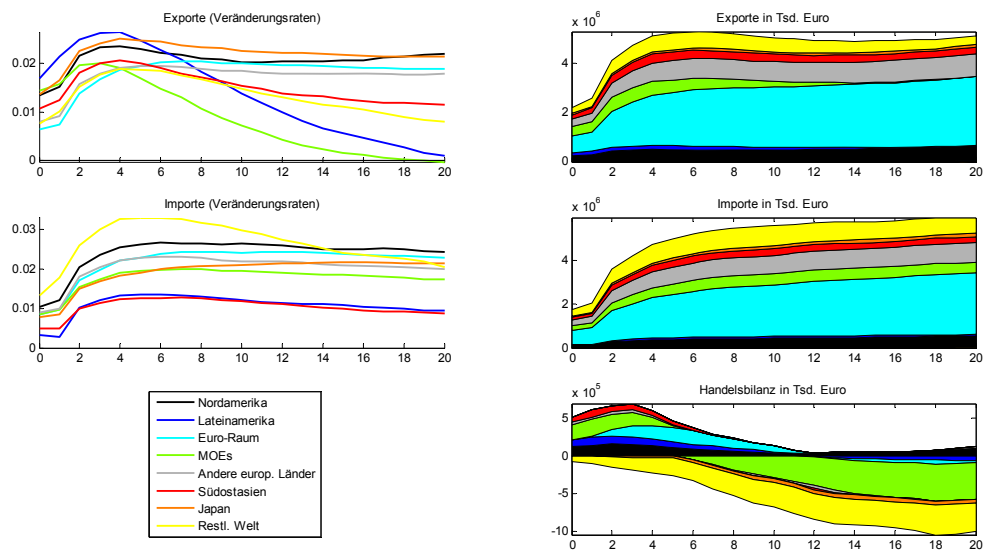 Exporte (Veränderungsraten)
0.02
0.01
0
0 2 4 6 8 10 12 14 16 18 20
Importe (Veränderungsraten)
0.03
0.02
0.01
0
0 2 4 6 8 10 12 14 16 18 20
Nordamerika
Lateinamerika
Euro-Raum
MOEs
Andere europ. Länder
Südostasien
Japan
Restl. Welt
Exporte in Tsd. Euro
x 10^6
4
2
0
0 2 4 6 8 10 12 14 16 18 20
Importe in Tsd. Euro
x 10^6
4
2
0
0 2 4 6 8 10 12 14 16 18 20
Handelsbilanz in Tsd. Euro
x 10^5
5
0
-5
-10
0 2 4 6 8 10 12 14 16 18 20